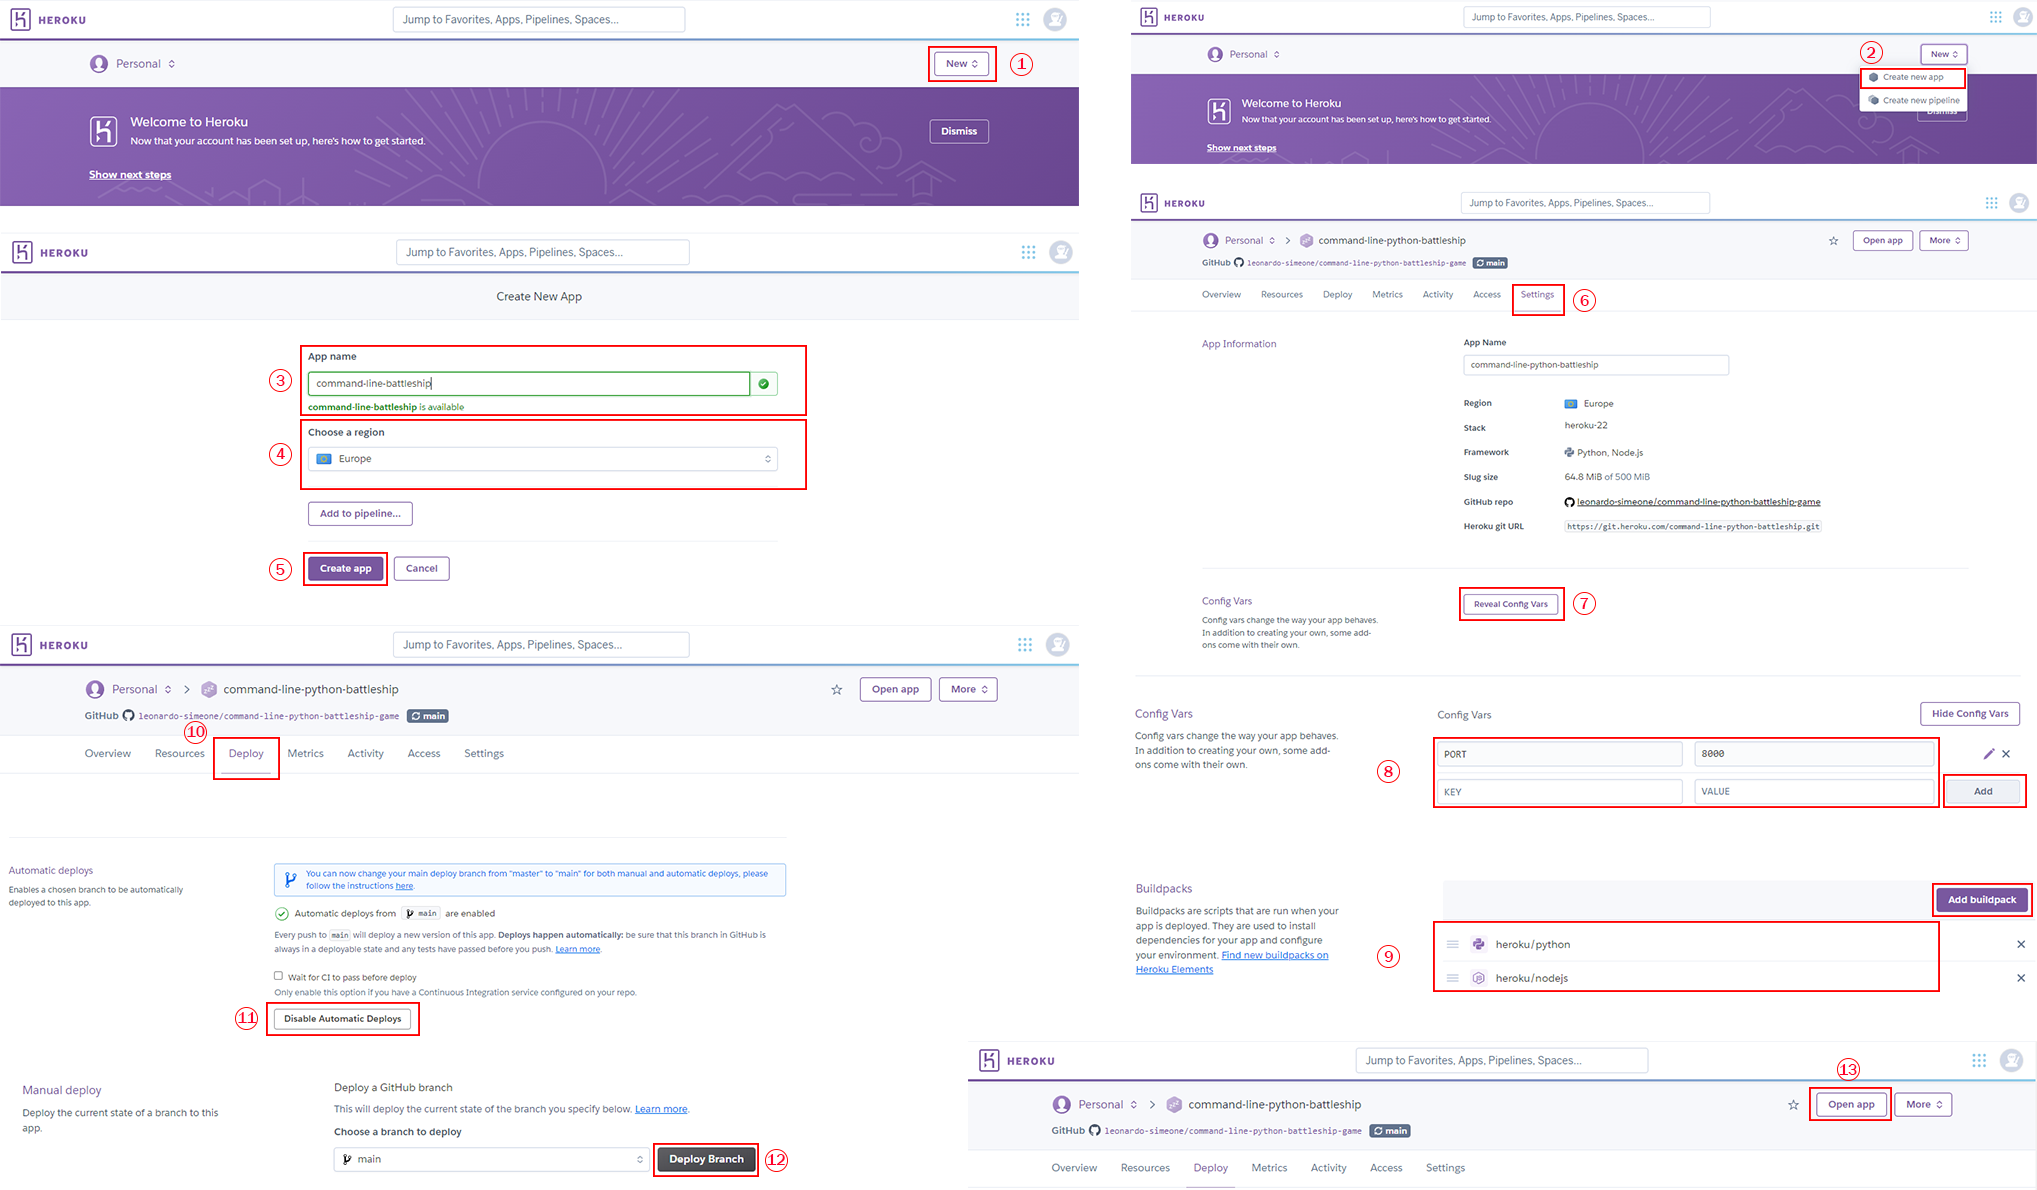 HEROKU
Jump to Favorites, Apps, Pipelines, Spaces...
Personal
New
1
Welcome to Heroku
Now that your account has been set up, here's how to get started.
Dismiss
Show next steps
HEROKU
Jump to Favorites, Apps, Pipelines, Spaces...
Personal
2
New
Create new app
Create new pipeline
Welcome to Heroku
Now that your account has been set up, here's how to get started.
Dismiss
Show next steps
HEROKU
Jump to Favorites, Apps, Pipelines, Spaces...
Create New App
App name
3
command-line-battleship
command-line-battleship is available
Choose a region
4
Europe
Add to pipeline...
5
Create app
Cancel
HEROKU
Jump to Favorites, Apps, Pipelines, Spaces...
Personal > command-line-python-battleship
Open app
More
GitHub leonardo-simeone/command-line-python-battleship-game main
Overview Resources Deploy Metrics Activity Access Settings
6
App Information
App Name
command-line-python-battleship
Region Europe
Stack heroku-22
Framework Python, Node.js
Slug size 64.8 MiB of 500 MiB
GitHub repo leonardo-simeone/command-line-python-battleship-game
Heroku git URL https://git.heroku.com/command-line-python-battleship.git
Config Vars
Config vars change the way your app behaves.
In addition to creating your own, some add-
ons come with their own.
Reveal Config Vars
7
Config Vars
Config vars change the way your app behaves.
In addition to creating your own, some add-
ons come with their own.
Config Vars
Hide Config Vars
8
PORT 8000
KEY VALUE Add
Buildpacks
Buildpacks are scripts that are run when your
app is deployed. They are used to install
dependencies for your app and configure
your environment. Find new buildpacks on
Heroku Elements
Add buildpack
9
heroku/python
heroku/nodejs
HEROKU
Jump to Favorites, Apps, Pipelines, Spaces...
Personal > command-line-python-battleship
Open app
More
GitHub leonardo-simeone/command-line-python-battleship-game main
10
Overview Resources Deploy Metrics Activity Access Settings
Automatic deploys
Enables a chosen branch to be automatically
deployed to this app.
You can now change your main deploy branch from "master" to "main" for both manual and automatic deploys, please
follow the instructions here.
Automatic deploys from main are enabled
Every push to main will deploy a new version of this app. Deploys happen automatically: be sure that this branch in GitHub is
always in a deployable state and any tests have passed before you push. Learn more.
Wait for CI to pass before deploy
Only enable this option if you have a Continuous Integration service configured on your repo.
11
Disable Automatic Deploys
Manual deploy
Deploy the current state of a branch to this
app.
Deploy a GitHub branch
This will deploy the current state of the branch you specify below. Learn more.
Choose a branch to deploy
main
Deploy Branch
12
HEROKU
Jump to Favorites, Apps, Pipelines, Spaces...
13
Personal > command-line-python-battleship
Open app
More
GitHub leonardo-simeone/command-line-python-battleship-game main
Overview Resources Deploy Metrics Activity Access Settings